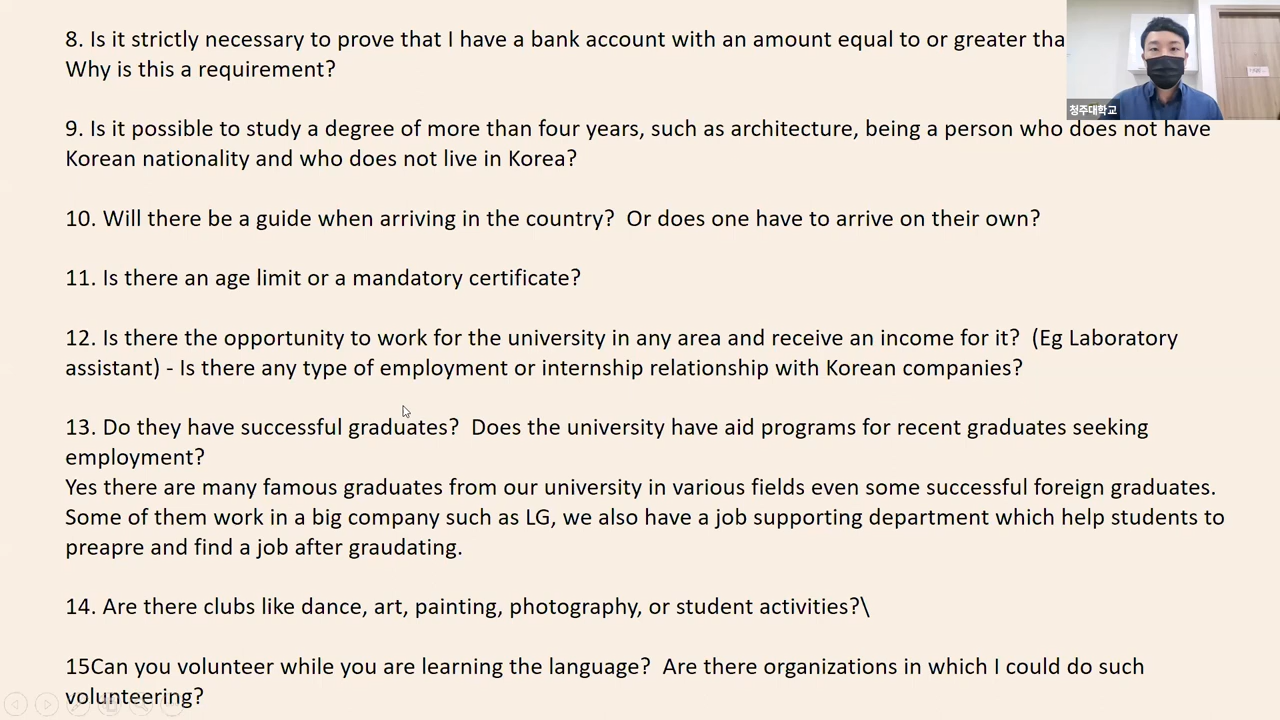 8. Is it strictly necessary to prove that I have a bank account with an amount equal to or greater
Why is this a requirement?
청주대학교
9. Is it possible to study a degree of more than four years, such as architecture, being a person who does not have
Korean nationality and who does not live in Korea?
10. Will there be a guide when arriving in the country?  Or does one have to arrive on their own?
11. Is there an age limit or a mandatory certificate?
12. Is there the opportunity to work for the university in any area and receive an income for it?  (Eg Laboratory
assistant) - Is there any type of employment or internship relationship with Korean companies?
13. Do they have successful graduates?  Does the university have aid programs for recent graduates seeking
employment?
Yes there are many famous graduates from our university in various fields even some successful foreign graduates.
Some of them work in a big company such as LG, we also have a job supporting department which help students to
preapre and find a job after graudating.
14. Are there clubs like dance, art, painting, photography, or student activities?\
15Can you volunteer while you are learning the language?  Are there organizations in which I could do such
volunteering?